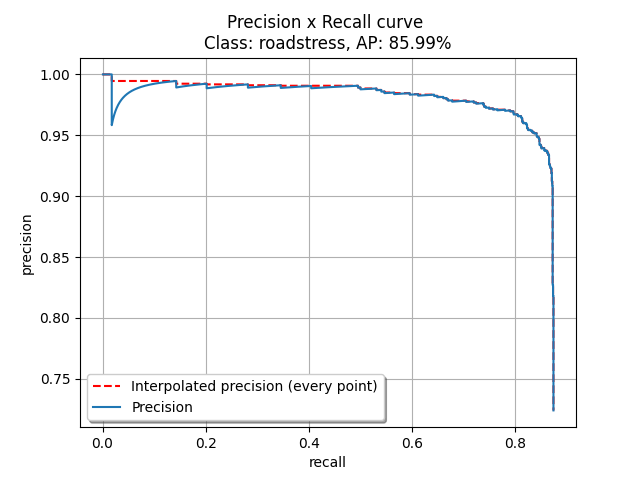 Precision x Recall curve
Class: roadstress, AP: 85.99%
1.00
0.95
0.90
0.85
0.80
0.75
precision
Interpolated precision (every point)
Precision
0.0 0.2 0.4 0.6 0.8
recall